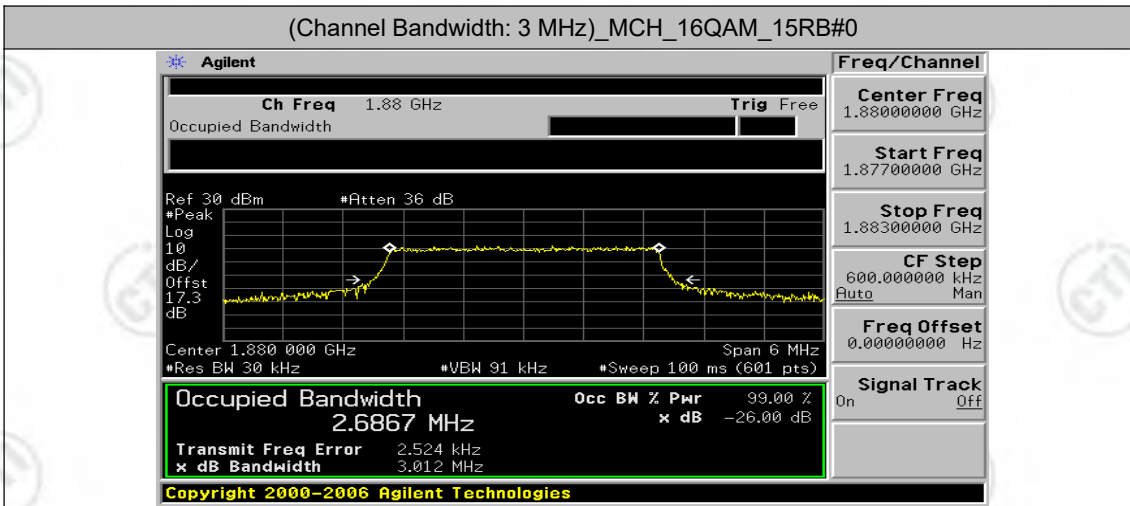 (Channel Bandwidth: 3 MHz)_MCH_16QAM_15RB#0
Agilent
Freq/Channel
Ch Freq 1.88 GHz Trig Free
Occupied Bandwidth
Center Freq
1.88000000 GHz
Start Freq
1.87700000 GHz
Stop Freq
1.88300000 GHz
CF Step
600.000000 kHz
Auto Man
Freq Offset
0.00000000 Hz
Signal Track
On Off
Ref 30 dBm #Atten 36 dB
#Peak
Log
10
dB/
Offst
17.3
dB
Center 1.880 000 GHz Span 6 MHz
#Res BW 30 kHz #VBW 91 kHz #Sweep 100 ms (601 pts)
Occupied Bandwidth Occ BW % Pwr 99.00 %
2.6867 MHz x dB -26.00 dB
Transmit Freq Error 2.524 kHz
x dB Bandwidth 3.012 MHz
Copyright 2000-2006 Agilent Technologies